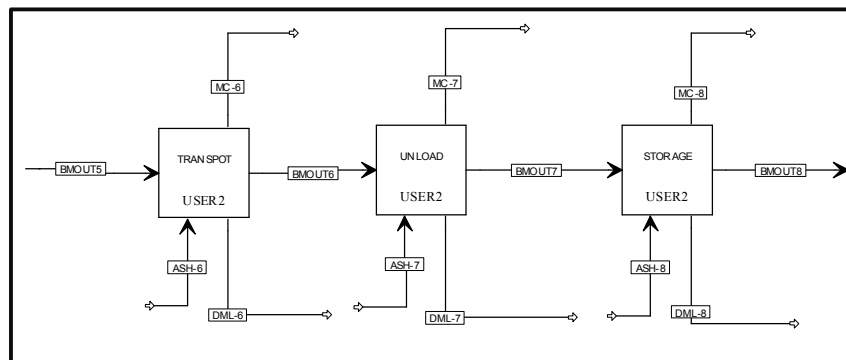 MC-6
MC-7
MC-8
BMOUT5
TRANSPOT
USER2
BMOUT6
UNLOAD
USER2
BMOUT7
STORAGE
USER2
BMOUT8
ASH-6
ASH-7
ASH-8
DML-6
DML-7
DML-8